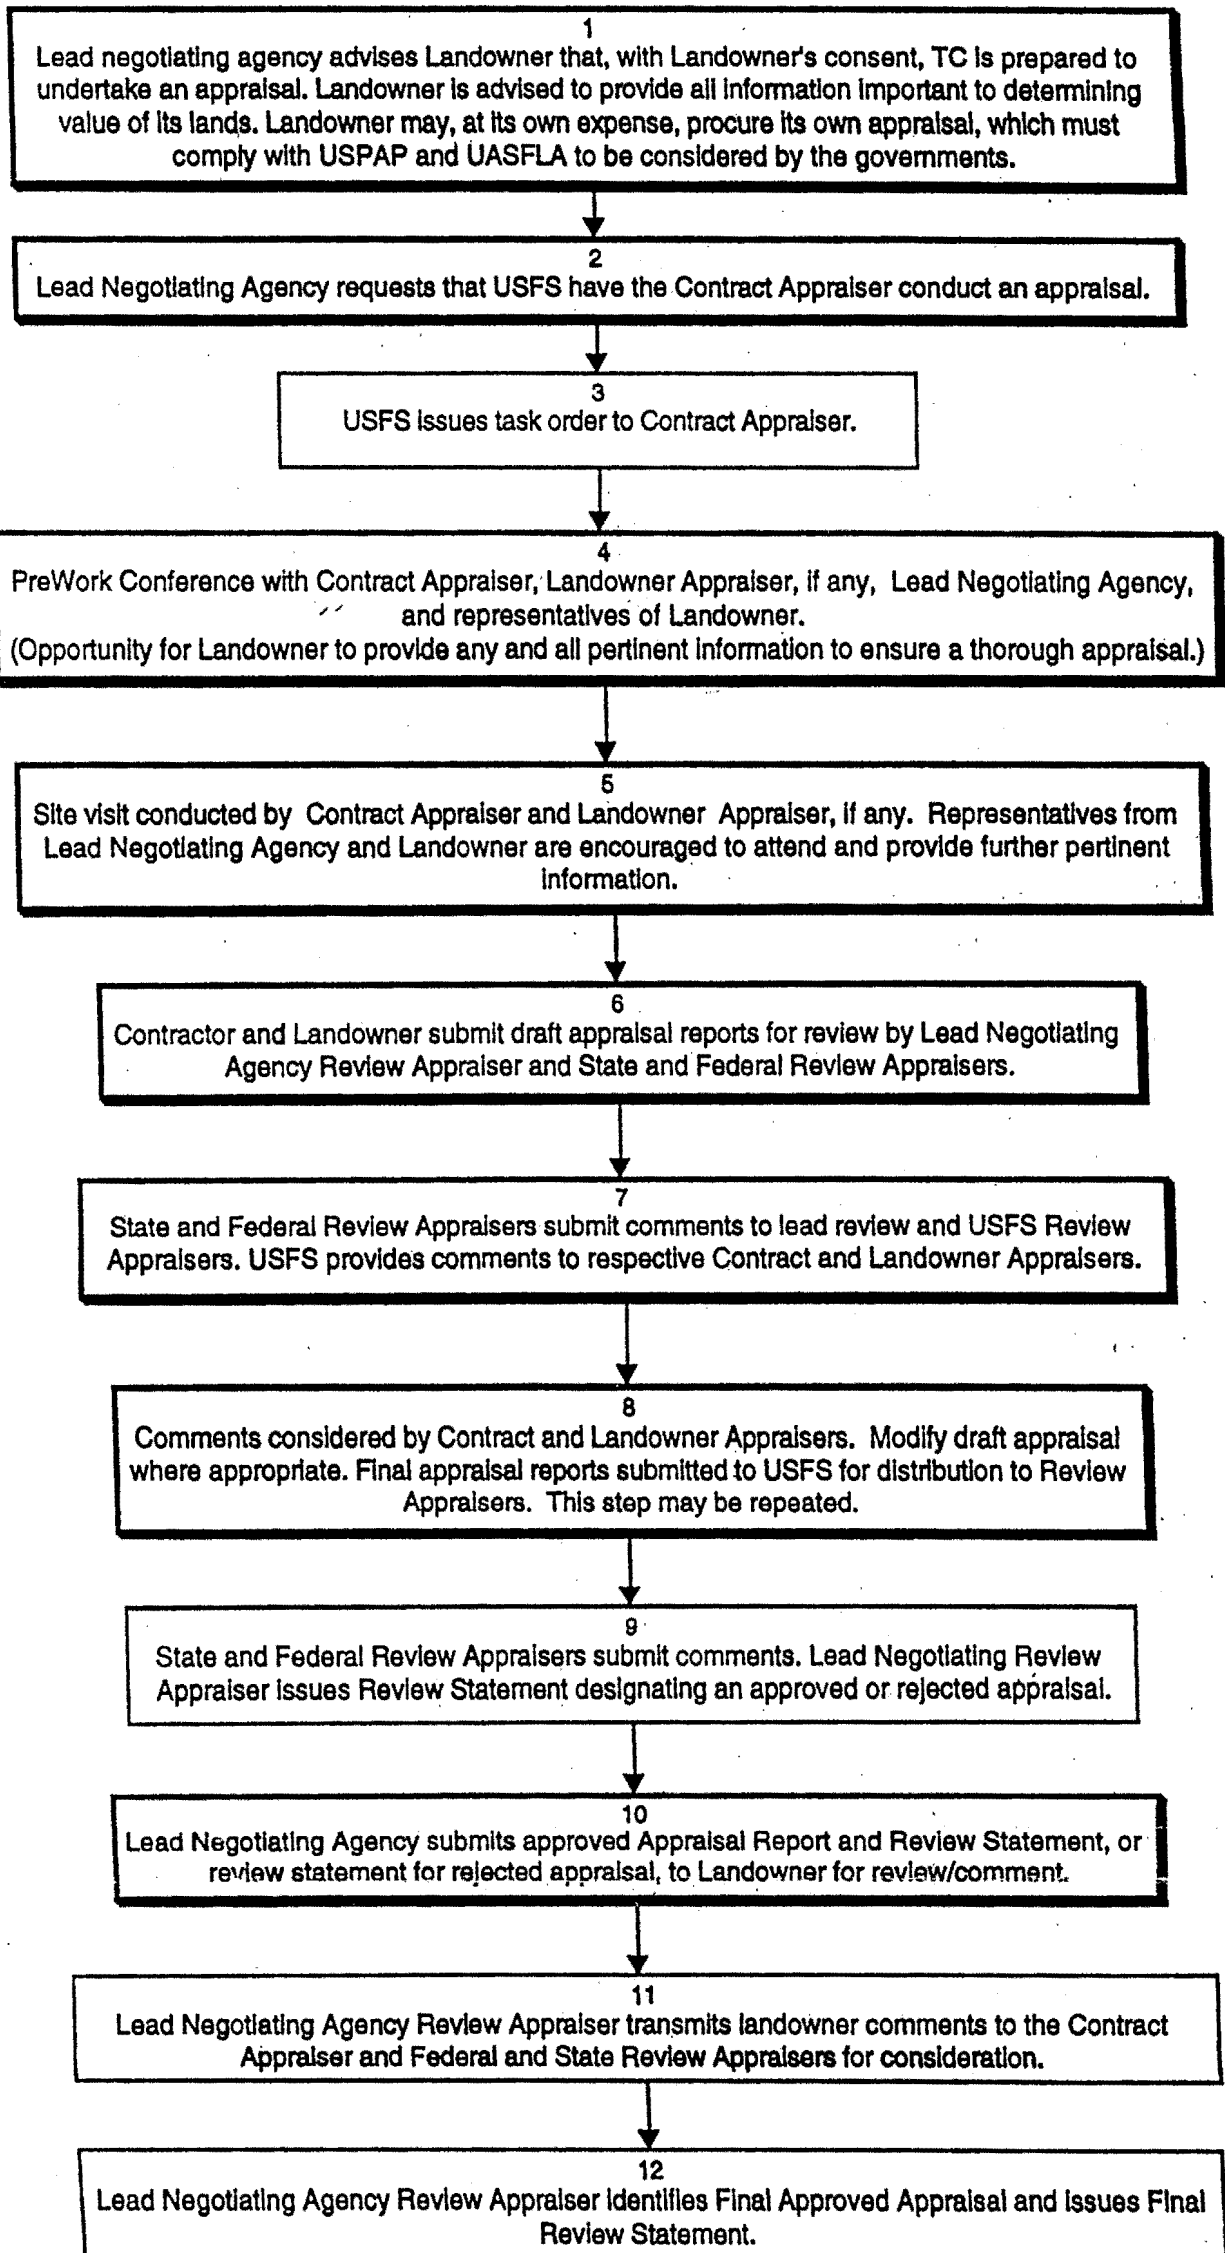 1
Lead negotiating agency advises Landowner that, with Landowner's consent, TC is prepared to
undertake an appraisal. Landowner is advised to provide all information important to determining
value of its lands. Landowner may, at its own expense, procure its own appraisal, which must
comply with USPAP and UASFLA to be considered by the governments.
2
Lead Negotiating Agency requests that USFS have the Contract Appraiser conduct an appraisal.
3
USFS issues task order to Contract Appraiser.
4
PreWork Conference with Contract Appraiser, Landowner Appraiser, if any, Lead Negotiating Agency,
and representatives of Landowner.
(Opportunity for Landowner to provide any and all pertinent information to ensure a thorough appraisal.)
5
Site visit conducted by Contract Appraiser and Landowner Appraiser, if any. Representatives from
Lead Negotiating Agency and Landowner are encouraged to attend and provide further pertinent
information.
6
Contractor and Landowner submit draft appraisal reports for review by Lead Negotiating
Agency Review Appraiser and State and Federal Review Appraisers.
7
State and Federal Review Appraisers submit comments to lead review and USFS Review
Appraisers. USFS provides comments to respective Contract and Landowner Appraisers.
8
Comments considered by Contract and Landowner Appraisers. Modify draft appraisal
where appropriate. Final appraisal reports submitted to USFS for distribution to Review
Appraisers. This step may be repeated.
9
State and Federal Review Appraisers submit comments. Lead Negotiating Review
Appraiser issues Review Statement designating an approved or rejected appraisal.
10
Lead Negotiating Agency submits approved Appraisal Report and Review Statement, or
review statement for rejected appraisal, to Landowner for review/comment.
11
Lead Negotiating Agency Review Appraiser transmits landowner comments to the Contract
Appraiser and Federal and State Review Appraisers for consideration.
12
Lead Negotiating Agency Review Appraiser identifies Final Approved Appraisal and issues Final
Review Statement.